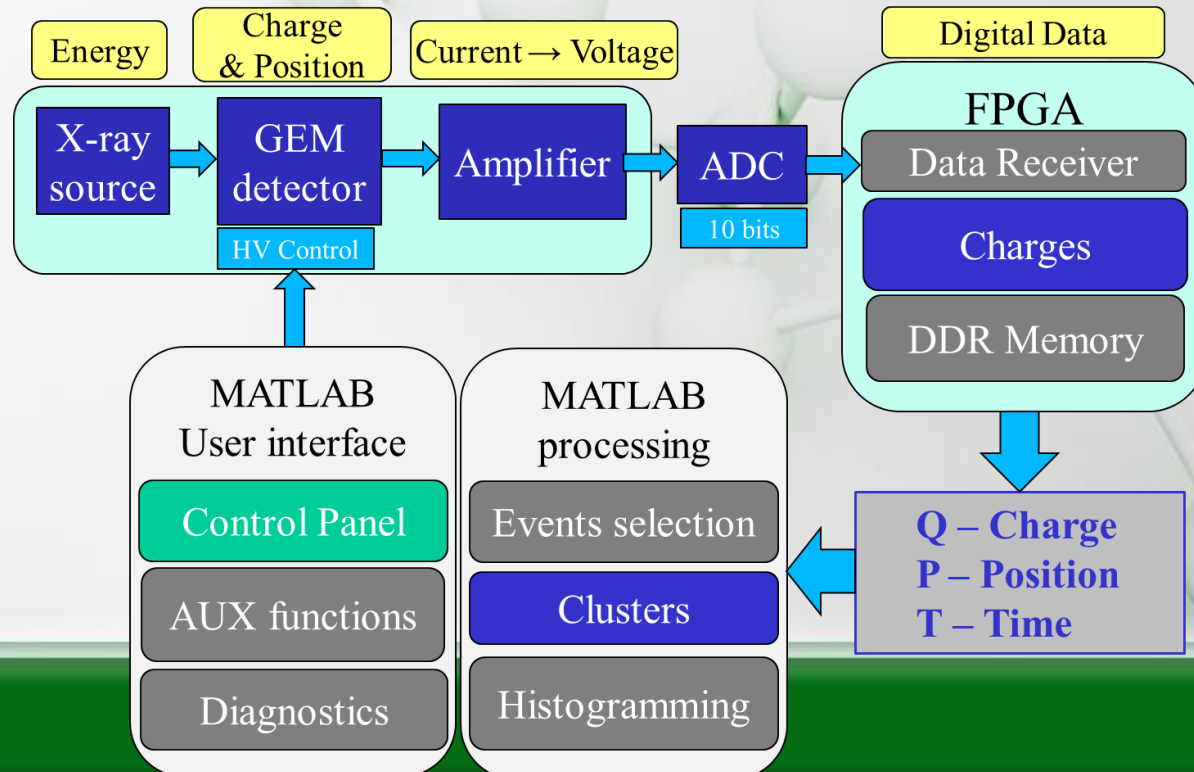 Energy
Charge
& Position
Current → Voltage
Digital Data
X-ray
source
GEM
detector
HV Control
Amplifier
ADC
10 bits
FPGA
Data Receiver
Charges
DDR Memory
MATLAB
User interface
Control Panel
AUX functions
Diagnostics
MATLAB
processing
Events selection
Clusters
Histogramming
Q – Charge
P – Position
T – Time